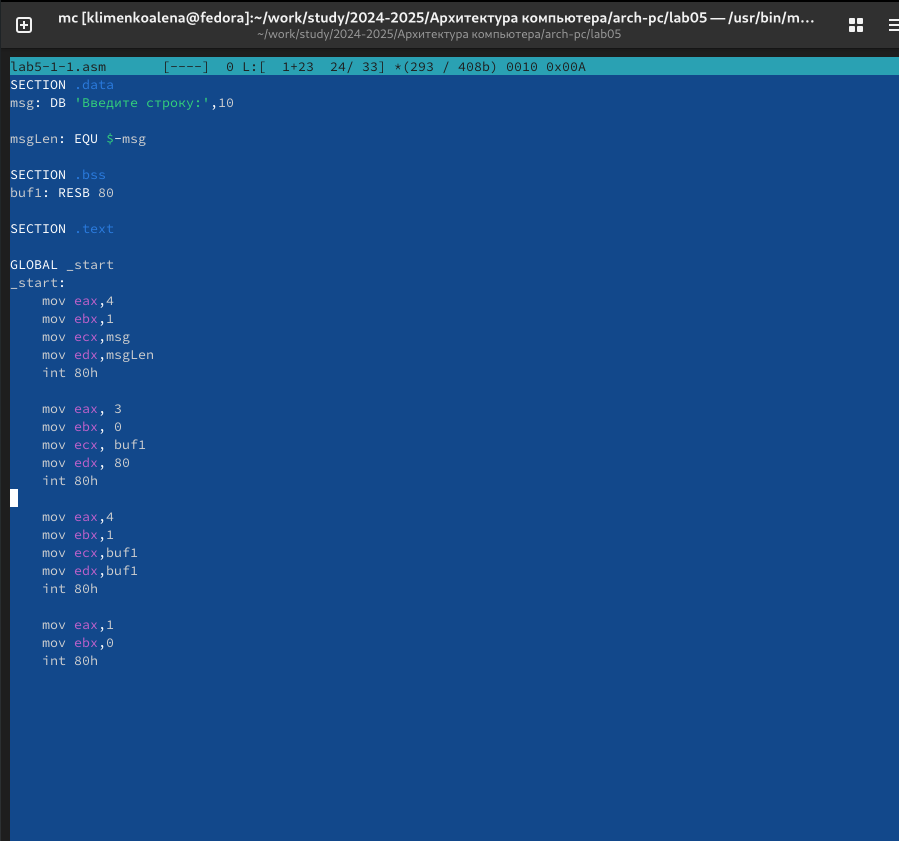 mc [klimenkoalena@fedora]:~/work/study/2024-2025/Архитектура компьютера/arch-pc/lab05 — /usr/bin/m…
~/work/study/2024-2025/Архитектура компьютера/arch-pc/lab05
lab5-1-1.asm       [----]  0 L:[  1+23  24/ 33] *(293 / 408b) 0010 0x00A
SECTION .data
msg: DB 'Введите строку:',10
msgLen: EQU $-msg
SECTION .bss
buf1: RESB 80
SECTION .text
GLOBAL _start
_start:
    mov eax,4
    mov ebx,1
    mov ecx,msg
    mov edx,msgLen
    int 80h
    mov eax, 3
    mov ebx, 0
    mov ecx, buf1
    mov edx, 80
    int 80h
    mov eax,4
    mov ebx,1
    mov ecx,buf1
    mov edx,buf1
    int 80h
    mov eax,1
    mov ebx,0
    int 80h